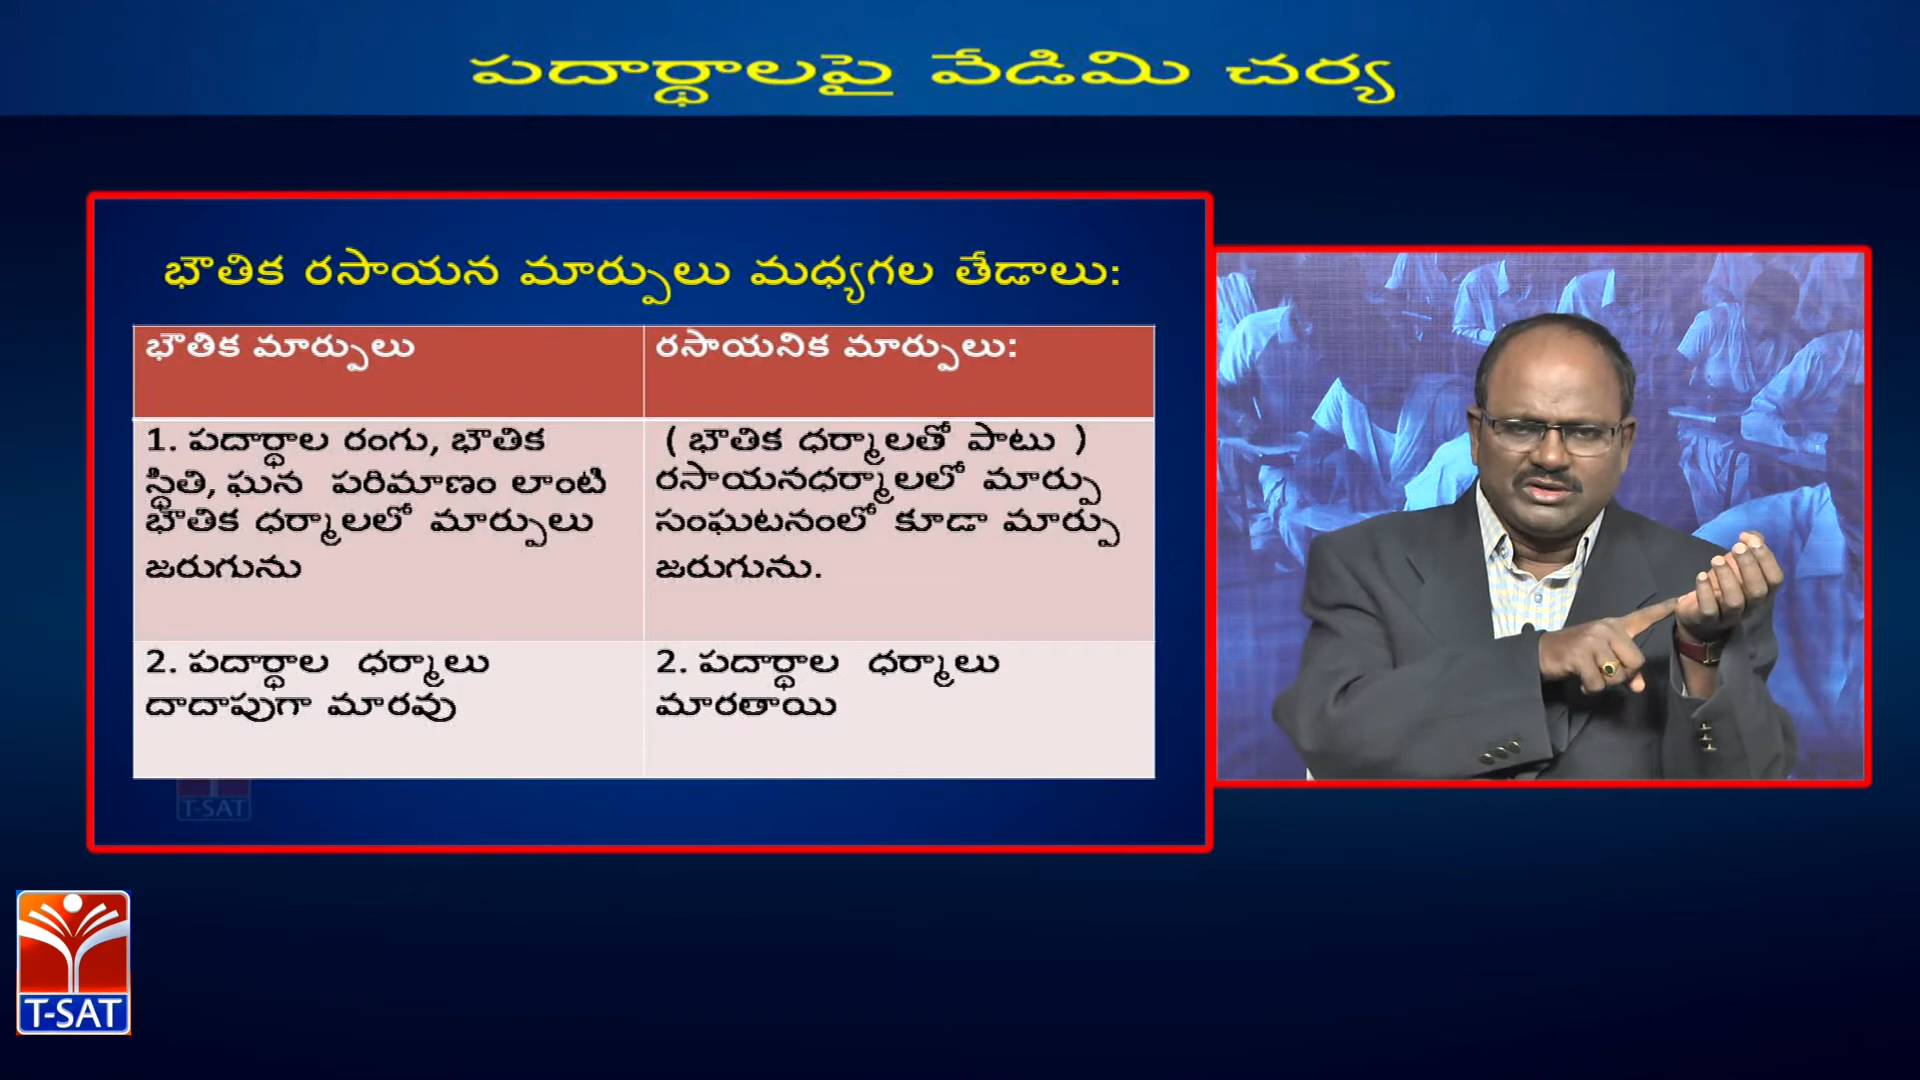 పదార్థాలపై వేడిమి చర్య
భౌతిక రసాయన మార్పులు మధ్యగల తేడాలు:
భౌతిక మార్పులు
రసాయనిక మార్పులు:
1. పదార్థాల రంగు, భౌతిక
స్థితి, ఘన పరిమాణం లాంటి
భౌతిక ధర్మాలలో మార్పులు
జరుగును
( భౌతిక ధర్మాలతో పాటు )
రసాయనధర్మాలలో మార్పు
సంఘటనంలో కూడా మార్పు
జరుగును.
2. పదార్థాల ధర్మాలు
దాదాపుగా మారవు
2. పదార్థాల ధర్మాలు
మారతాయి
T-SAT
T-SAT